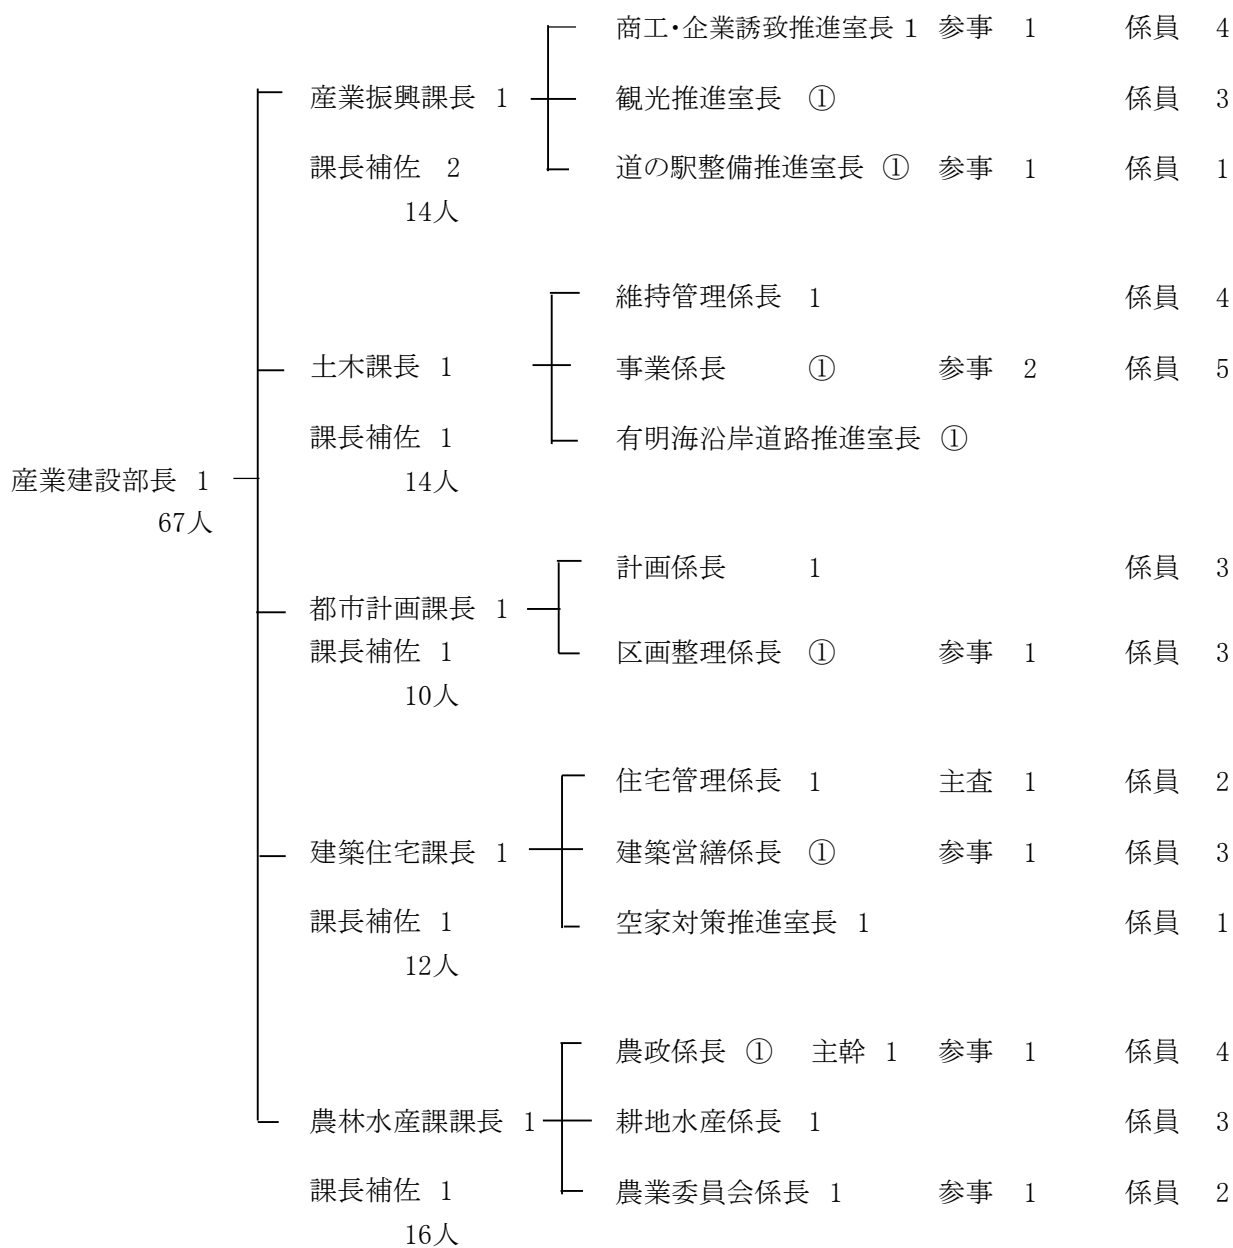 商工・企業誘致推進室長 1 参事 1 係員 4
産業振興課長 1 観光推進室長 ① 係員 3
課長補佐 2 道の駅整備推進室長 ① 参事 1 係員 1
14人
維持管理係長 1 係員 4
土木課長 1 事業係長 ① 参事 2 係員 5
課長補佐 1 有明海沿岸道路推進室長 ①
産業建設部長 1 14人
67人
計画係長 1 係員 3
都市計画課長 1
課長補佐 1 区画整理係長 ① 参事 1 係員 3
10人
住宅管理係長 1 主査 1 係員 2
建築住宅課長 1 建築営繕係長 ① 参事 1 係員 3
課長補佐 1 空家対策推進室長 1 係員 1
12人
農政係長 ① 主幹 1 参事 1 係員 4
農林水産課課長 1 耕地水産係長 1 係員 3
課長補佐 1 農業委員会係長 1 参事 1 係員 2
16人